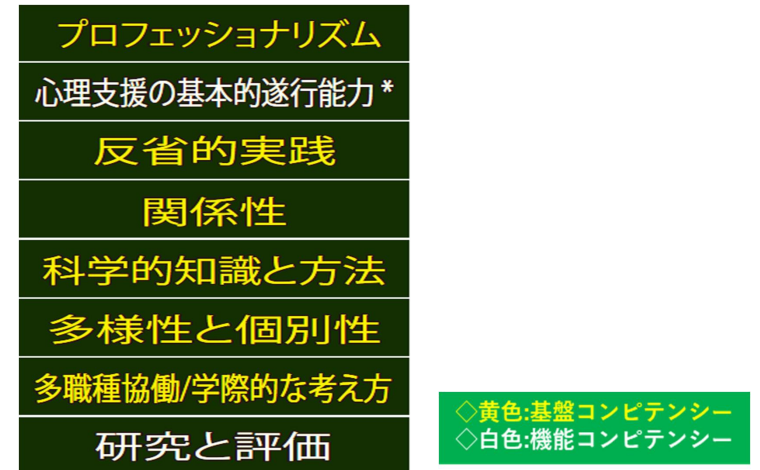 プロフェッショナリズム
心理支援の基本的遂行能力*
反省的実践
関係性
科学的知識と方法
多様性と個別性
多職種協働/学際的な考え方
研究と評価
◇黄色:基盤コンピテンシー
◇白色:機能コンピテンシー